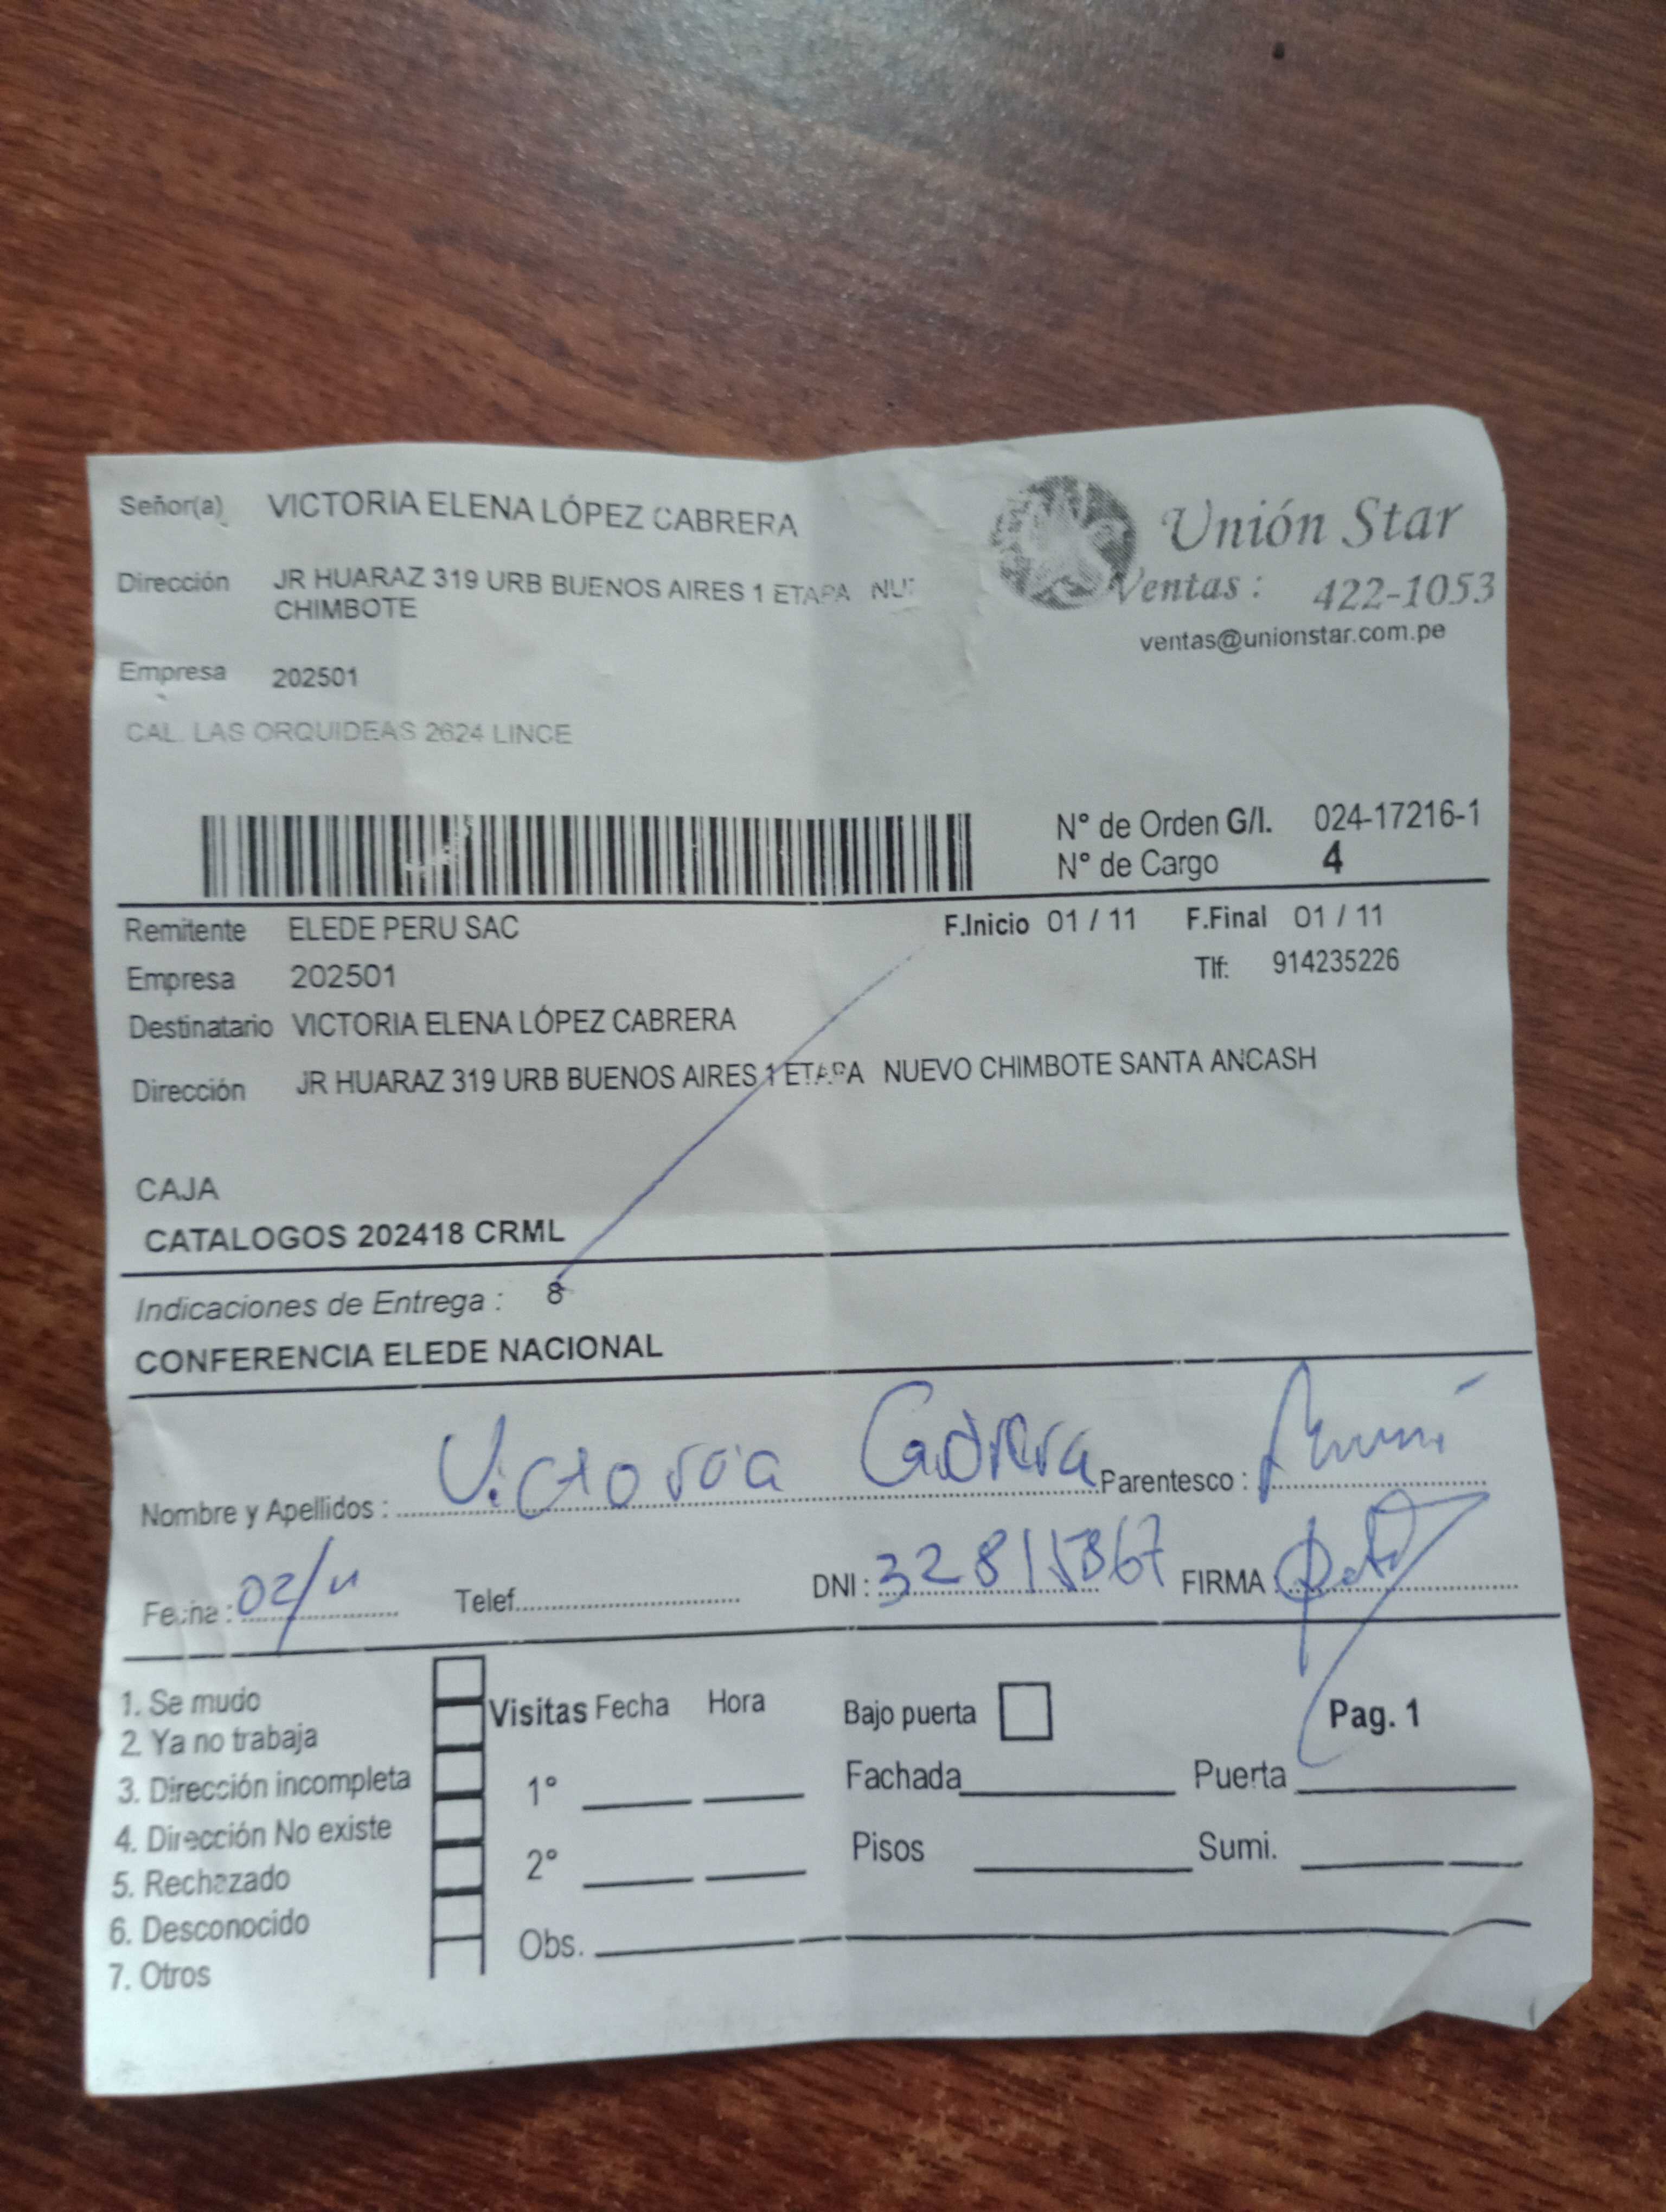 Señor(a) VICTORIA ELENA LÓPEZ CABRERA
Unión Star
Dirección JR HUARAZ 319 URB BUENOS AIRES 1 ETAPA
CHIMBOTE
Ventas : 422-1053
ventas@unionstar.com.pe
Empresa 202501
CAL. LAS ORQUIDEAS 2624 LINCE
N° de Orden G/I. 024-17216-1
N° de Cargo 4
Remitente ELEDE PERU SAC F.Inicio 01 / 11 F.Final 01 / 11
Empresa 202501 Tlf: 914235226
Destinatario VICTORIA ELENA LÓPEZ CABRERA
Dirección JR HUARAZ 319 URB BUENOS AIRES 1 ETAPA NUEVO CHIMBOTE SANTA ANCASH
CAJA
CATALOGOS 202418 CRML
Indicaciones de Entrega : 8
CONFERENCIA ELEDE NACIONAL
Nombre y Apellidos : Victoria Cabrera Parentesco :
Fecha : 02/11 Telef. DNI : FIRMA :
1. Se mudo
2. Ya no trabaja
3. Dirección incompleta
4. Dirección No existe
5. Rechazado
6. Desconocido
7. Otros
Visitas Fecha Hora
1°
2°
Obs.
Bajo puerta Pag. 1
Fachada Puerta
Pisos Sumi.